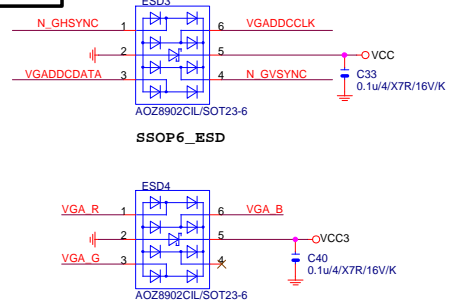 ESD3
N_GHSYNC 1 6 VGADDCCLK
2 5 VCC
VGADDCDATA 3 4 N_GVSYNC
C33
0.1u/4/X7R/16V/K
AOZ8902CIL/SOT23-6
SSOP6_ESD
ESD4
VGA_R 1 6 VGA_B
2 5 VCC3
VGA_G 3 4
C40
0.1u/4/X7R/16V/K
AOZ8902CIL/SOT23-6